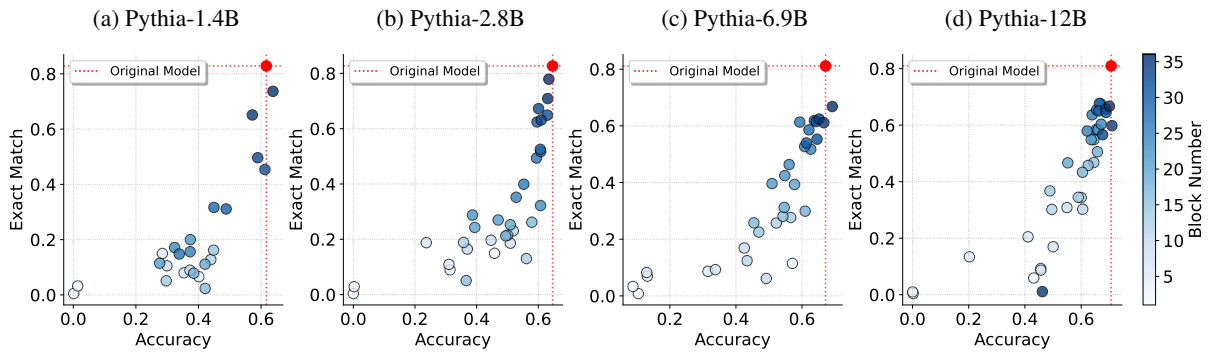 (a) Pythia-1.4B
(b) Pythia-2.8B
(c) Pythia-6.9B
(d) Pythia-12B
Exact Match
0.8
0.6
0.4
0.2
0.0
Original Model
0.0 0.2 0.4 0.6
Accuracy
Exact Match
0.8
0.6
0.4
0.2
0.0
Original Model
0.0 0.2 0.4 0.6
Accuracy
Exact Match
0.8
0.6
0.4
0.2
0.0
Original Model
0.2 0.4 0.6
Accuracy
Exact Match
0.8
0.6
0.4
0.2
0.0
Original Model
0.0 0.2 0.4 0.6
Accuracy
35
30
25
20
15
10
5
Block Number